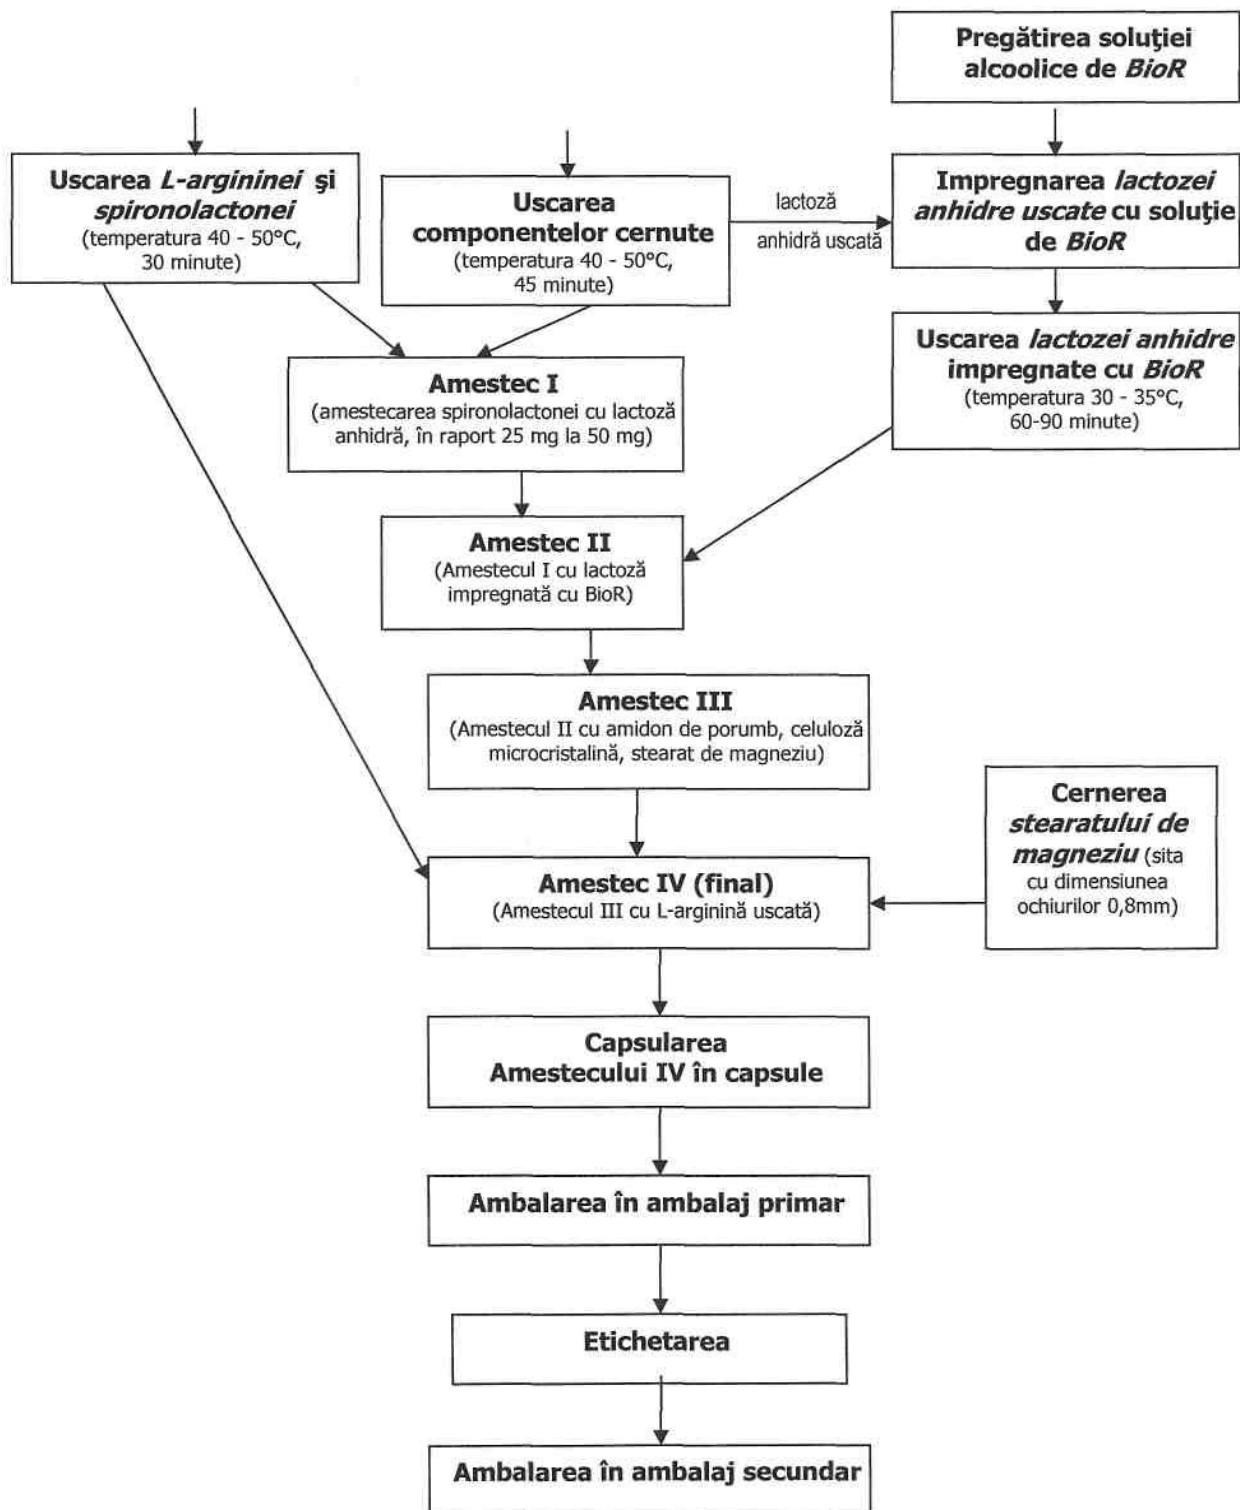 Pregătirea soluţiei
alcoolice de BioR
Uscarea L-argininei şi
spironolactonei
(temperatura 40 - 50°C,
30 minute)
Uscarea
componentelor cernute
(temperatura 40 - 50°C,
45 minute)
lactoză
anhidră uscată
Impregnarea lactozei
anhidre uscate cu soluţie
de BioR
Uscarea lactozei anhidre
impregnate cu BioR
(temperatura 30 - 35°C,
60-90 minute)
Amestec I
(amestecarea spironolactonei cu lactoză
anhidră, în raport 25 mg la 50 mg)
Amestec II
(Amestecul I cu lactoză
impregnată cu BioR)
Amestec III
(Amestecul II cu amidon de porumb, celuloză
microcristalină, stearat de magneziu)
Cernerea
stearatului de
magneziu (sita
cu dimensiunea
ochiurilor 0,8mm)
Amestec IV (final)
(Amestecul III cu L-arginină uscată)
Capsularea
Amestecului IV în capsule
Ambalarea în ambalaj primar
Etichetarea
Ambalarea în ambalaj secundar